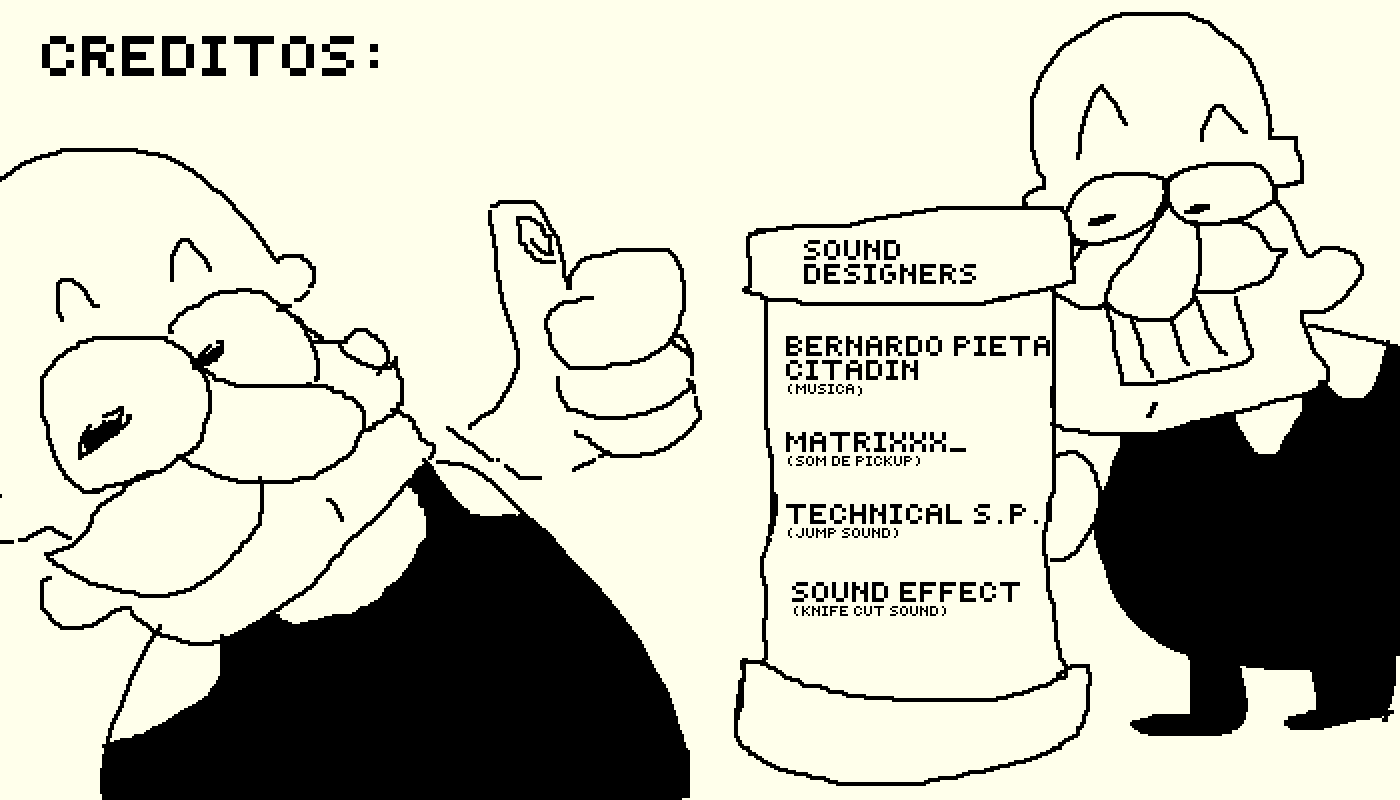 CREDITOS:
SOUND
DESIGNERS
BERNARDO PIETA
CITADIN
(MUSICA)
MATRIXXX_
(SOM DE PICKUP)
TECHNICAL S.P.
(JUMP SOUND)
SOUND EFFECT
(KNIFE CUT SOUND)